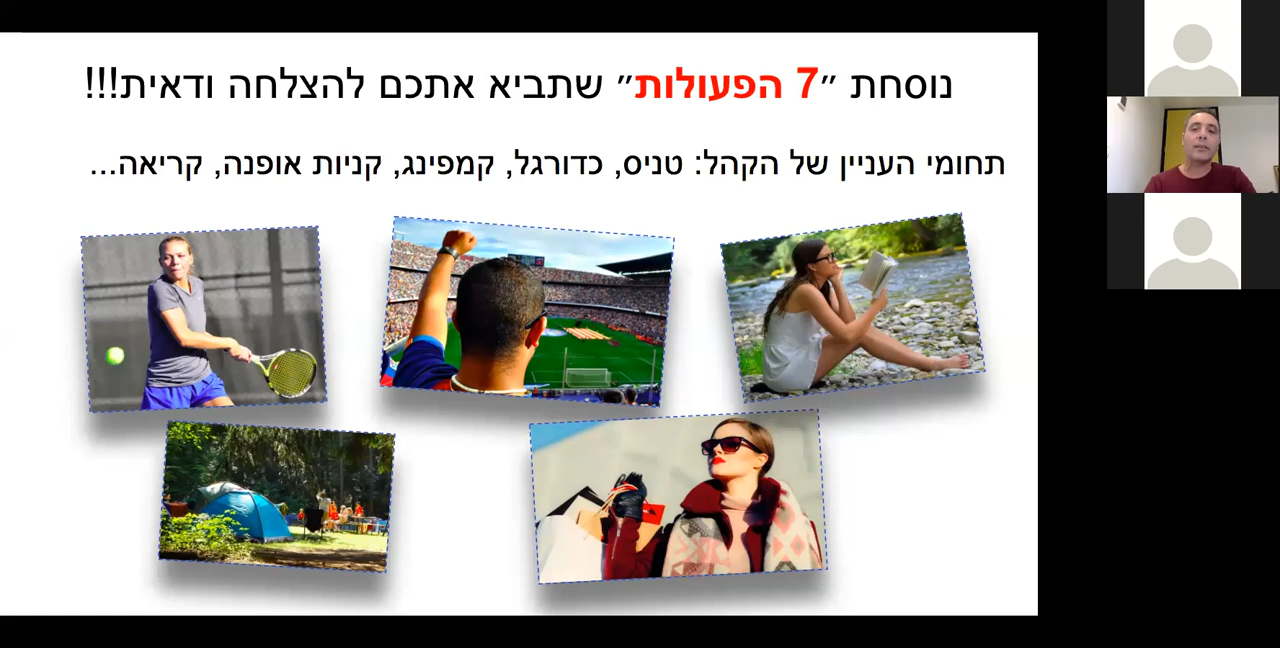 נוסחת ״7 הפעולות״ שתביא אתכם להצלחה ודאית!!!
תחומי העניין של הקהל: טניס, כדורגל, קמפינג, קניות אופנה, קריאה...